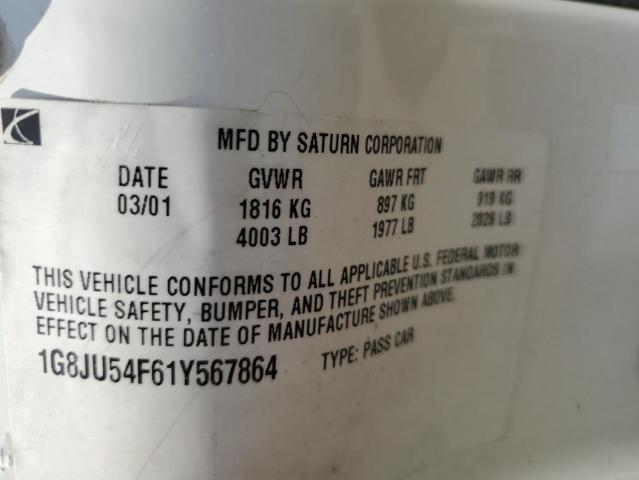 MFD BY SATURN CORPORATION
DATE GVWR GAWR FRT GAWR RR
03/01 1816 KG 897 KG 919 KG
4003 LB 1977 LB 2026 LB
THIS VEHICLE CONFORMS TO ALL APPLICABLE U.S. FEDERAL MOTOR
VEHICLE SAFETY, BUMPER, AND THEFT PREVENTION STANDARDS IN
EFFECT ON THE DATE OF MANUFACTURE SHOWN ABOVE.
1G8JU54F61Y567864 TYPE: PASS CAR